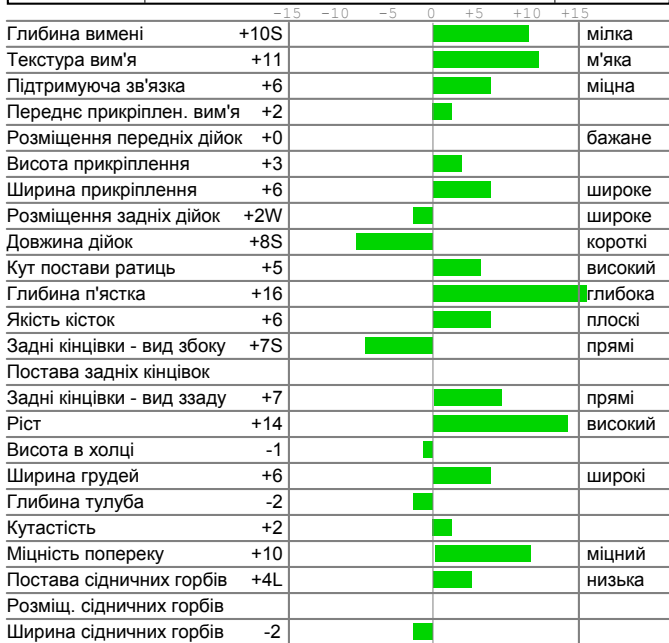 -15 -10 -5 0 +5 +10 +15
Глибина вимені +10S мілка
Текстура вим'я +11 м'яка
Підтримуюча зв'язка +6 міцна
Переднє прикріплен. вим'я +2
Розміщення передніх дійок +0 бажане
Висота прикріплення +3
Ширина прикріплення +6 широке
Розміщення задніх дійок +2W широке
Довжина дійок +8S короткі
Кут постави ратиць +5 високий
Глибина п'ястка +16 глибока
Якість кісток +6 плоскі
Задні кінцівки - вид збоку +7S прямі
Постава задніх кінцівок
Задні кінцівки - вид ззаду +7 прямі
Ріст +14 високий
Висота в холці -1
Ширина грудей +6 широкі
Глибина тулуба -2
Кутастість +2
Міцність попереку +10 міцний
Постава сідничних горбів +4L низька
Розміщ. сідничних горбів
Ширина сідничних горбів -2